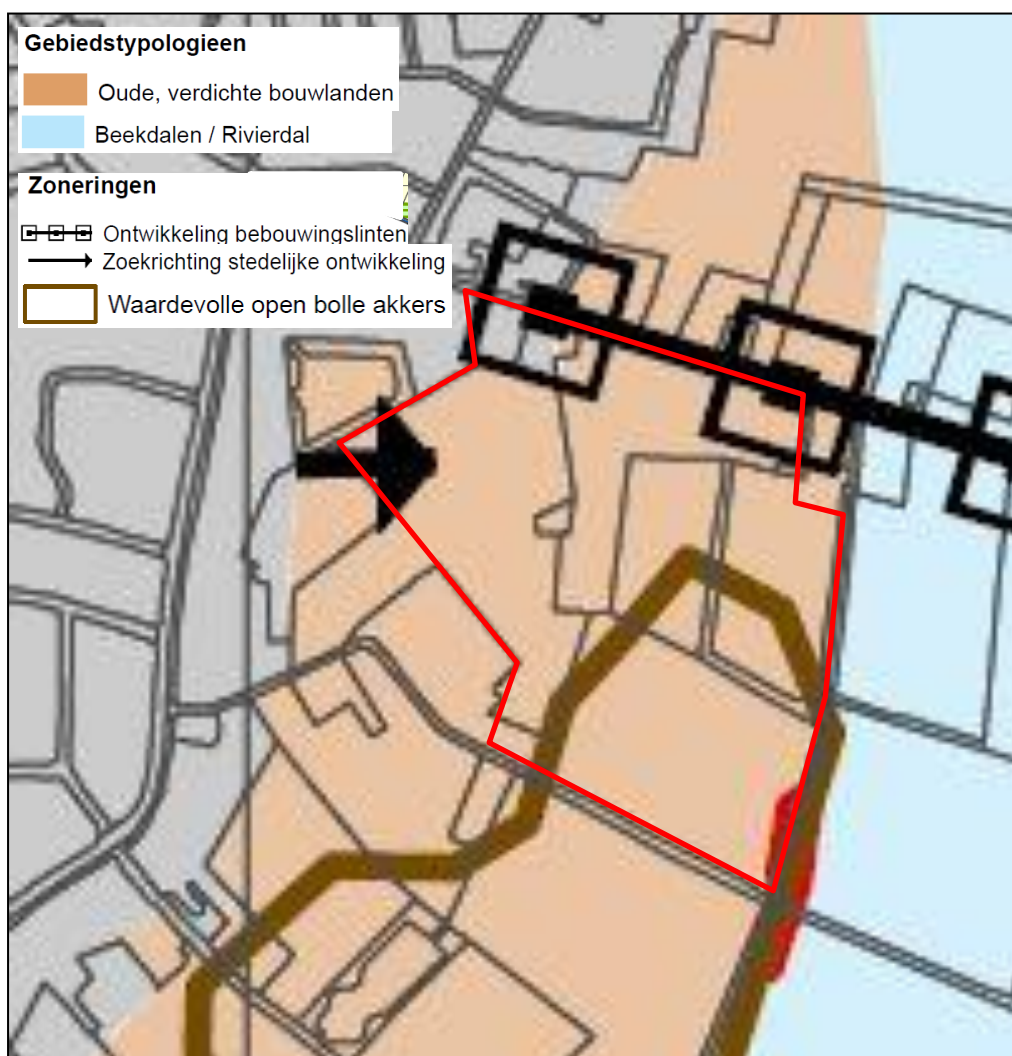 Gebiedstypologieen
Oude, verdichte bouwlanden
Beekdalen / Rivierdal
Zoneringen
Ontwikkeling bebouwingslinten
Zoekrichting stedelijke ontwikkeling
Waardevolle open bolle akkers